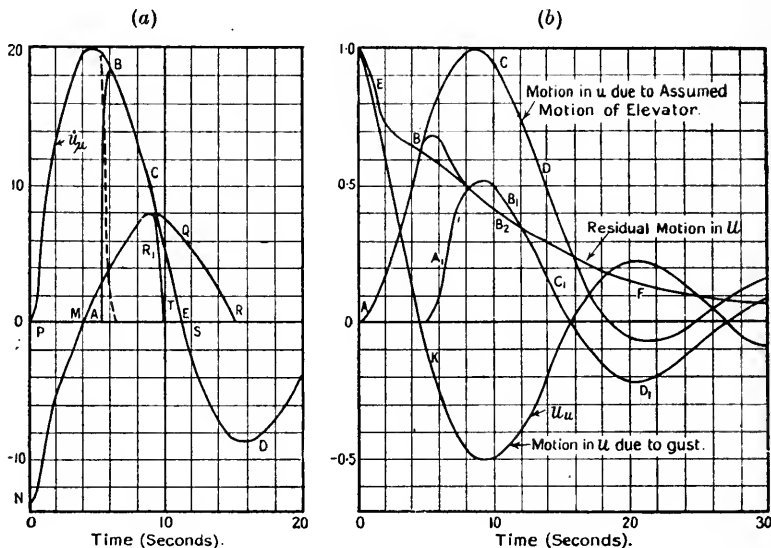 (a)
(b)
20
10
0
-10
N
P
M
A
B
C
R₁
Q
T
E
S
R
D
u̇μ
0
10
20
Time (Seconds).
1·0
0·5
0
-0·5
E
B
A
A₁
K
C
Motion in u due to Assumed
Motion of Elevator.
D
B₁
B₂
C₁
Residual Motion in U
F
D₁
Uu
Motion in U due to gust.
0
10
20
30
Time (Seconds).